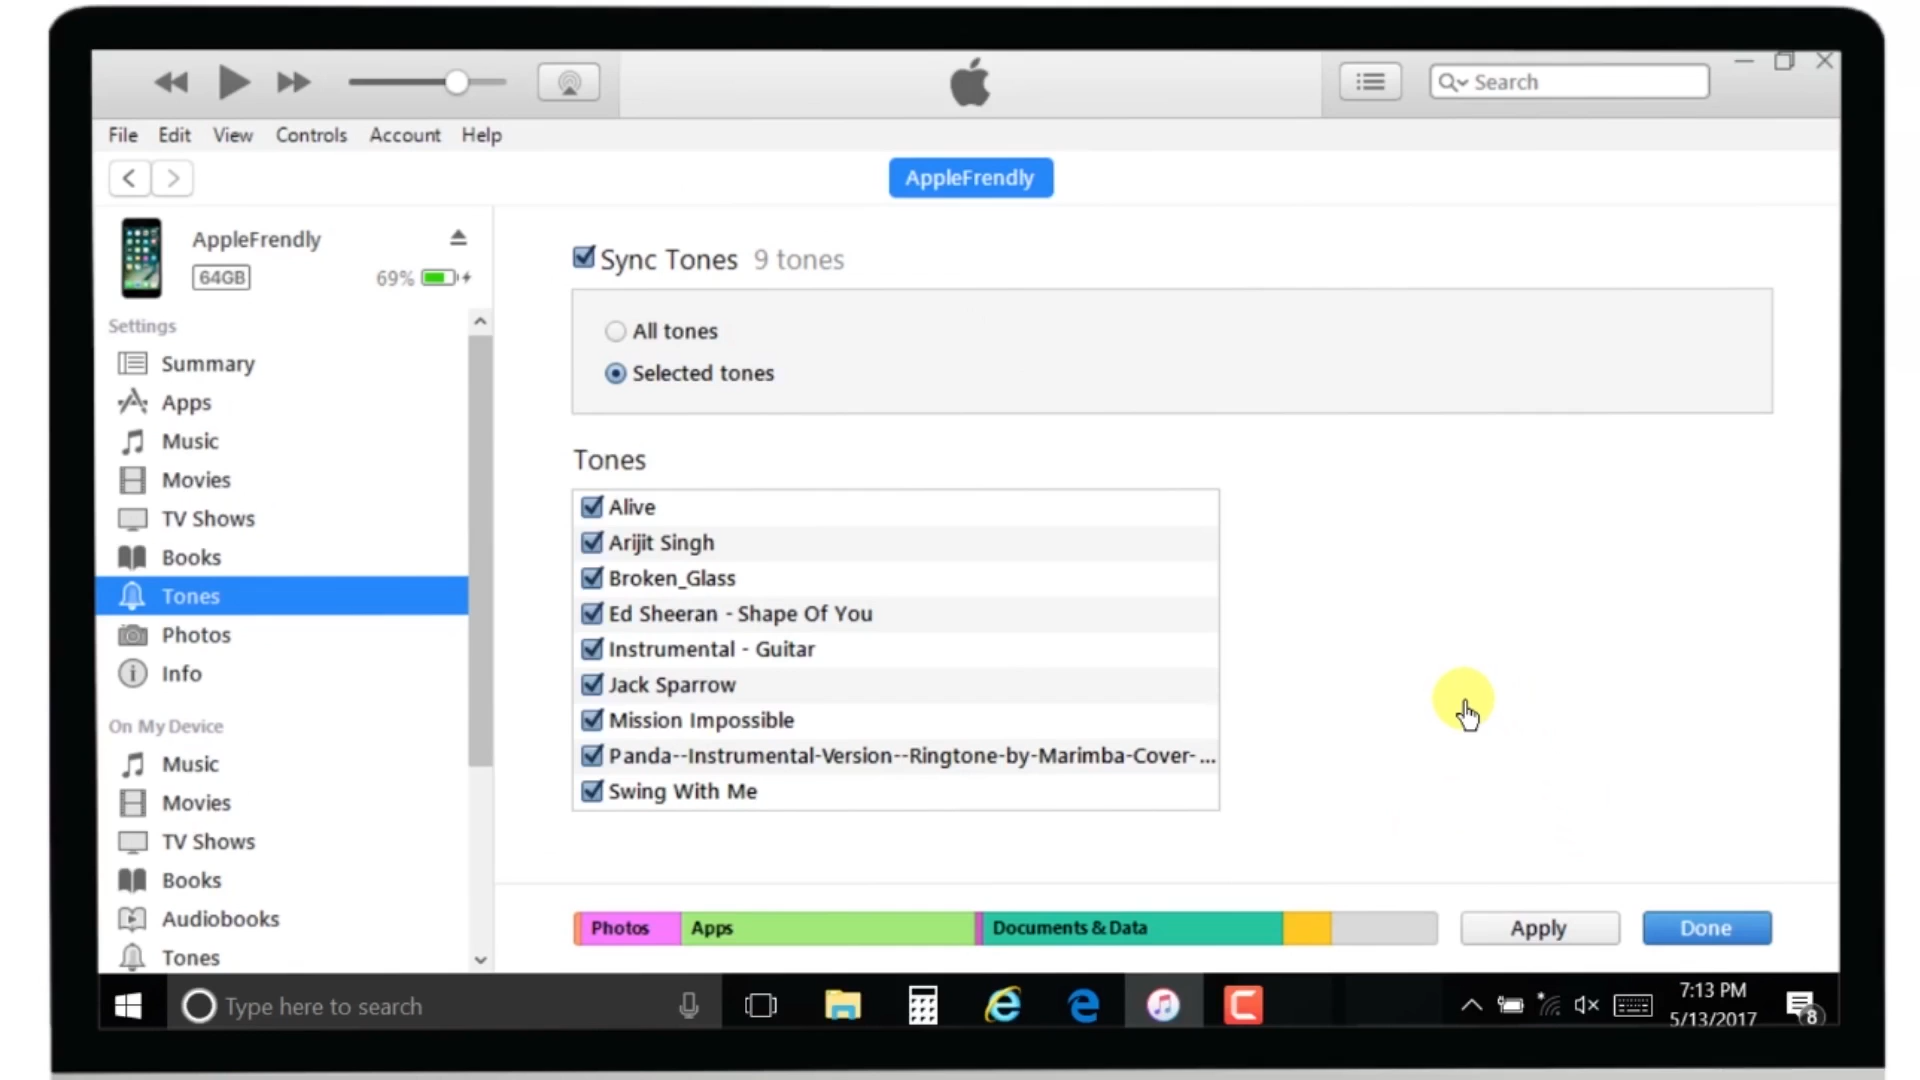 Search
File Edit View Controls Account Help
AppleFrendly
AppleFrendly
64GB
69%
Settings
Summary
Apps
Music
Movies
TV Shows
Books
Tones
Photos
Info
On My Device
Music
Movies
TV Shows
Books
Audiobooks
Tones
Sync Tones 9 tones
All tones
Selected tones
Tones
Alive
Arijit Singh
Broken_Glass
Ed Sheeran - Shape Of You
Instrumental - Guitar
Jack Sparrow
Mission Impossible
Panda--Instrumental-Version--Ringtone-by-Marimba-Cover-...
Swing With Me
Photos Apps Documents & Data
Apply Done
Type here to search
7:13 PM
5/13/2017
8